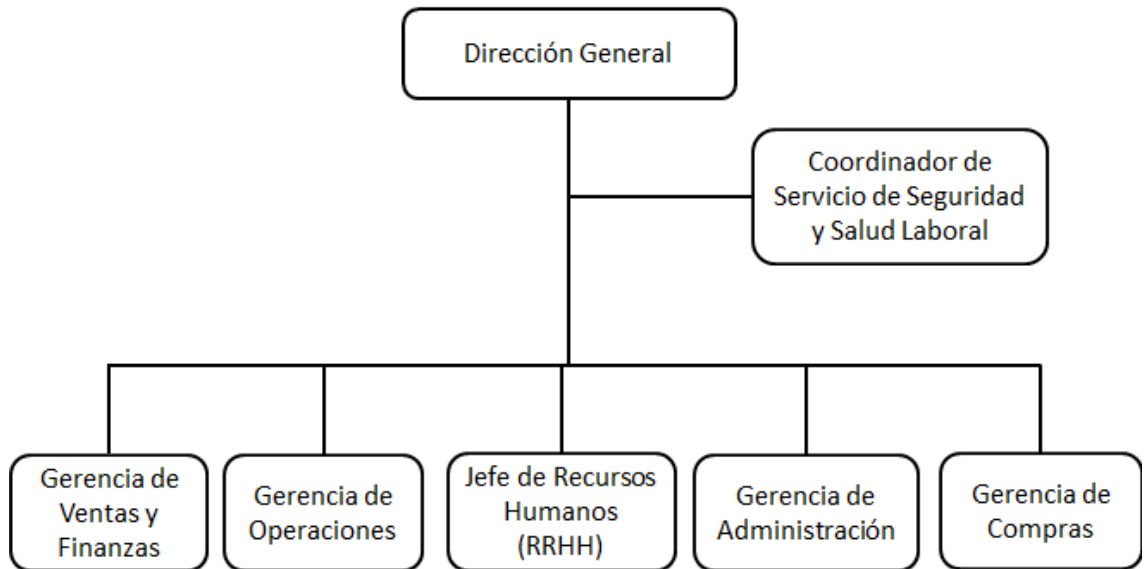 Dirección General
Coordinador de
Servicio de Seguridad
y Salud Laboral
Gerencia de
Ventas y
Finanzas
Gerencia de
Operaciones
Jefe de Recursos
Humanos
(RRHH)
Gerencia de
Administración
Gerencia de
Compras